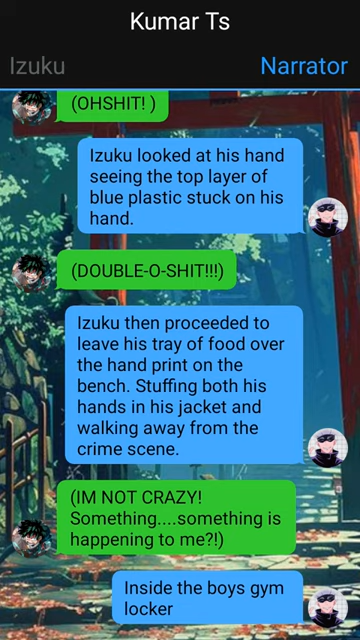 Kumar Ts
Izuku
Narrator
(OHSHIT! )
Izuku looked at his hand
seeing the top layer of
blue plastic stuck on his
hand.
(DOUBLE-O-SHIT!!!)
Izuku then proceeded to
leave his tray of food over
the hand print on the
bench. Stuffing both his
hands in his jacket and
walking away from the
crime scene.
(IM NOT CRAZY!
Something....something is
happening to me?!)
Inside the boys gym
locker